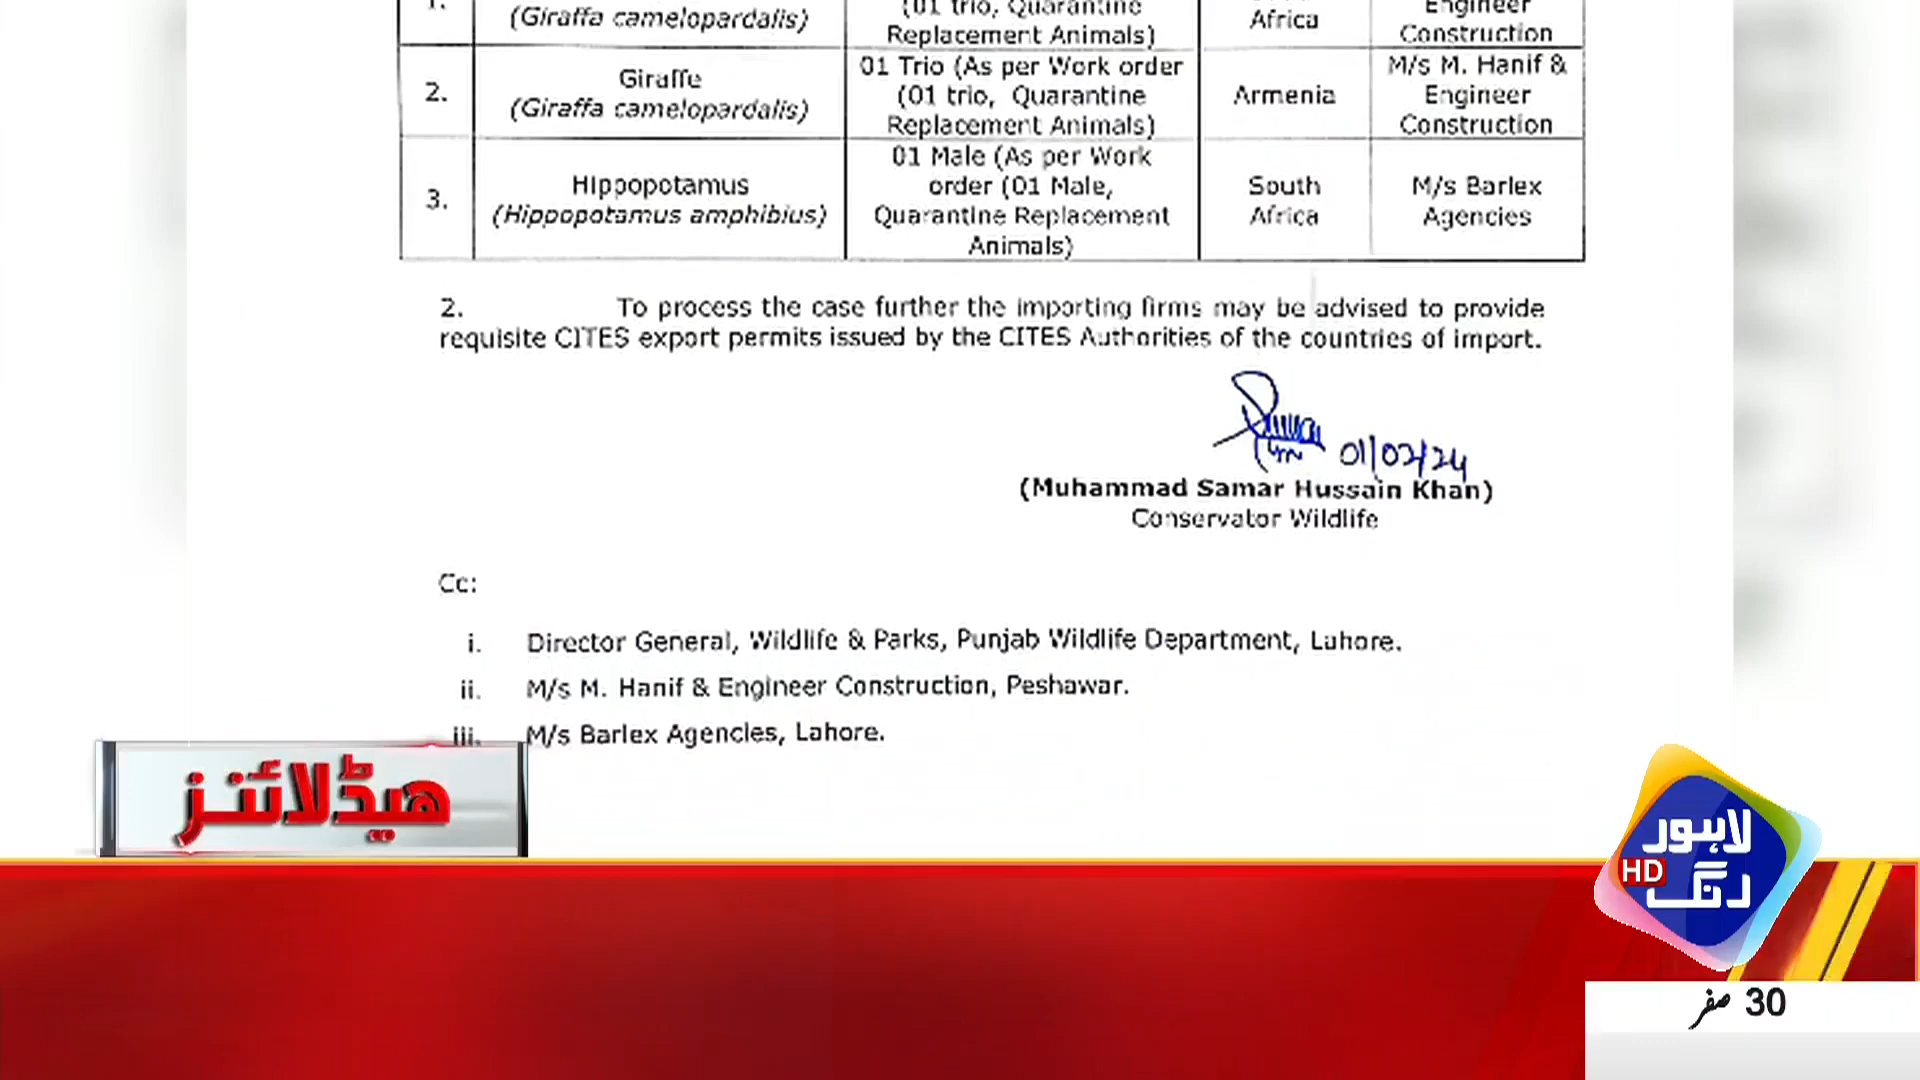 1.
(Giraffa camelopardalis)
(01 trio, Quarantine
Replacement Animals)
Africa
Engineer
Construction
2.
Giraffe
(Giraffa camelopardalis)
01 Trio (As per Work order
(01 trio, Quarantine
Replacement Animals)
Armenia
M/s M. Hanif &
Engineer
Construction
3.
Hippopotamus
(Hippopotamus amphibius)
01 Male (As per Work
order (01 Male,
Quarantine Replacement
Animals)
South
Africa
M/s Barlex
Agencies
2. To process the case further the importing firms may be advised to provide
requisite CITES export permits issued by the CITES Authorities of the countries of import.
01/02/24
(Muhammad Samar Hussain Khan)
Conservator Wildlife
Cc:
i. Director General, Wildlife & Parks, Punjab Wildlife Department, Lahore.
ii. M/s M. Hanif & Engineer Construction, Peshawar.
iii. M/s Barlex Agencies, Lahore.
ہیڈلائنز
لاہور
رنگ
HD
30 صفر